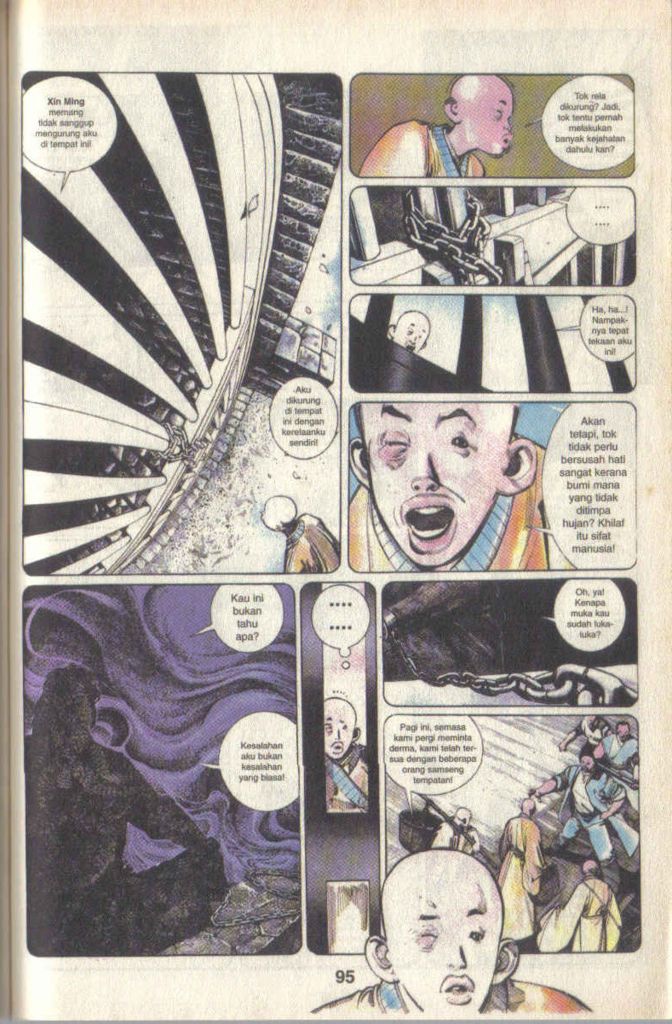 Xin Ming
memang
tidak sanggup
mengurung aku
di tempat ini!
Aku
dikurung
di tempat
ini dengan
kerelaanku
sendiri!
Tok rela
dikurung? Jadi,
tok tentu pernah
melakukan
banyak kejahatan
dahulu kan?
....
....
Ha, ha...!
Nampak-
nya tepat
tekaan aku
ini!
Akan
tetapi, tok
tidak perlu
bersusah hati
sangat kerana
bumi mana
yang tidak
ditimpa
hujan? Khilaf
itu sifat
manusia!
Kau ini
bukan
tahu
apa?
Kesalahan
aku bukan
kesalahan
yang biasa!
....
....
Oh, ya!
Kenapa
muka kau
sudah luka-
luka?
Pagi ini, semasa
kami pergi meminta
derma, kami telah ter-
sua dengan beberapa
orang samseng
tempatan!
95